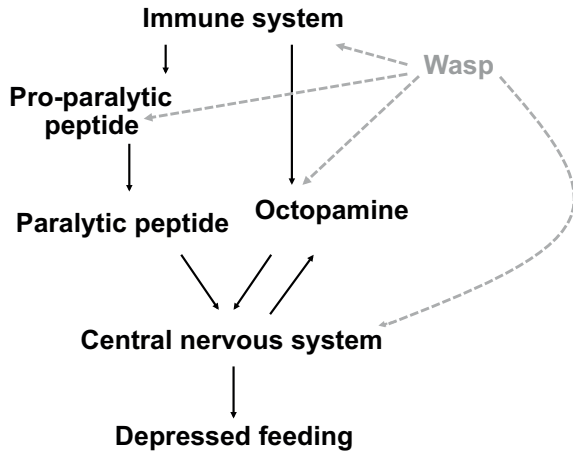 Immune system
Wasp
Pro-paralytic
peptide
Paralytic peptide
Octopamine
Central nervous system
Depressed feeding